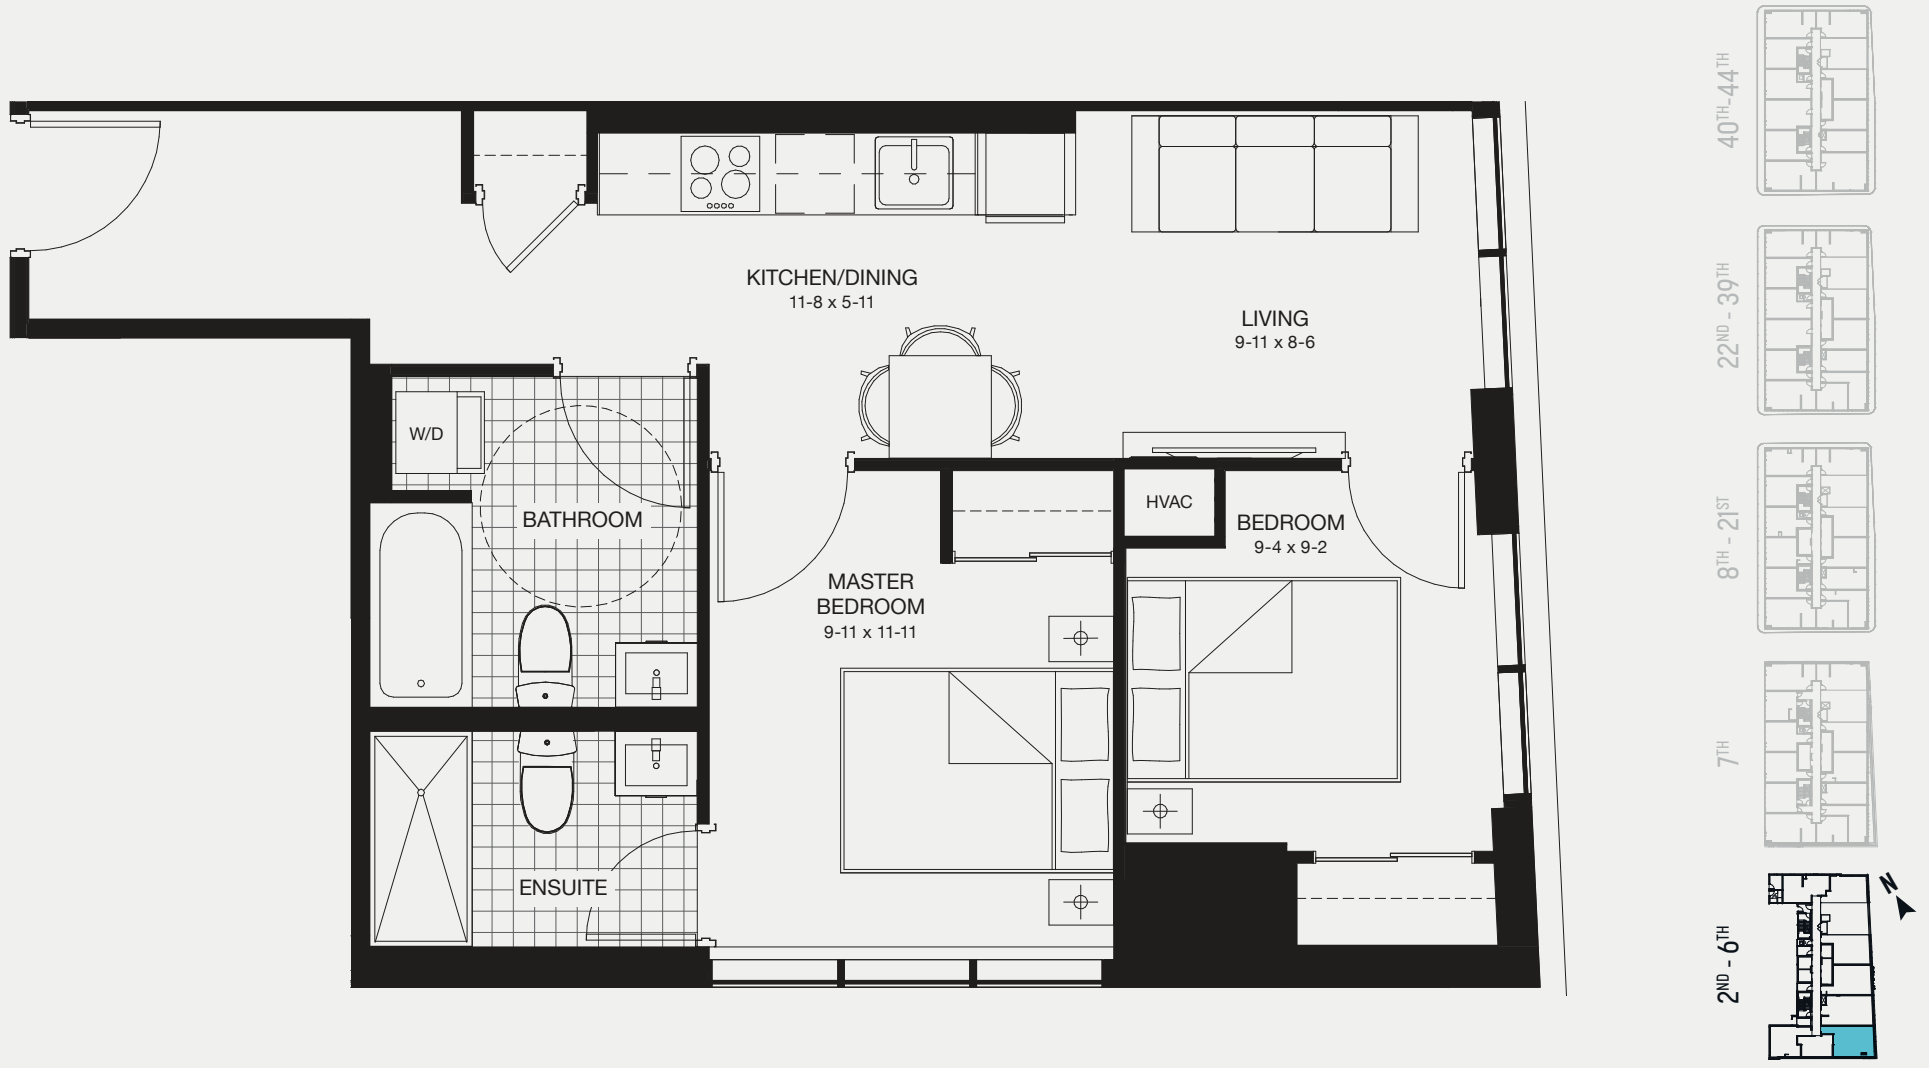 KITCHEN/DINING
11-8 x 5-11
LIVING
9-11 x 8-6
W/D
BATHROOM
HVAC
BEDROOM
9-4 x 9-2
MASTER
BEDROOM
9-11 x 11-11
ENSUITE
40TH-44TH
22ND - 39TH
8TH - 21ST
7TH
N
2ND - 6TH